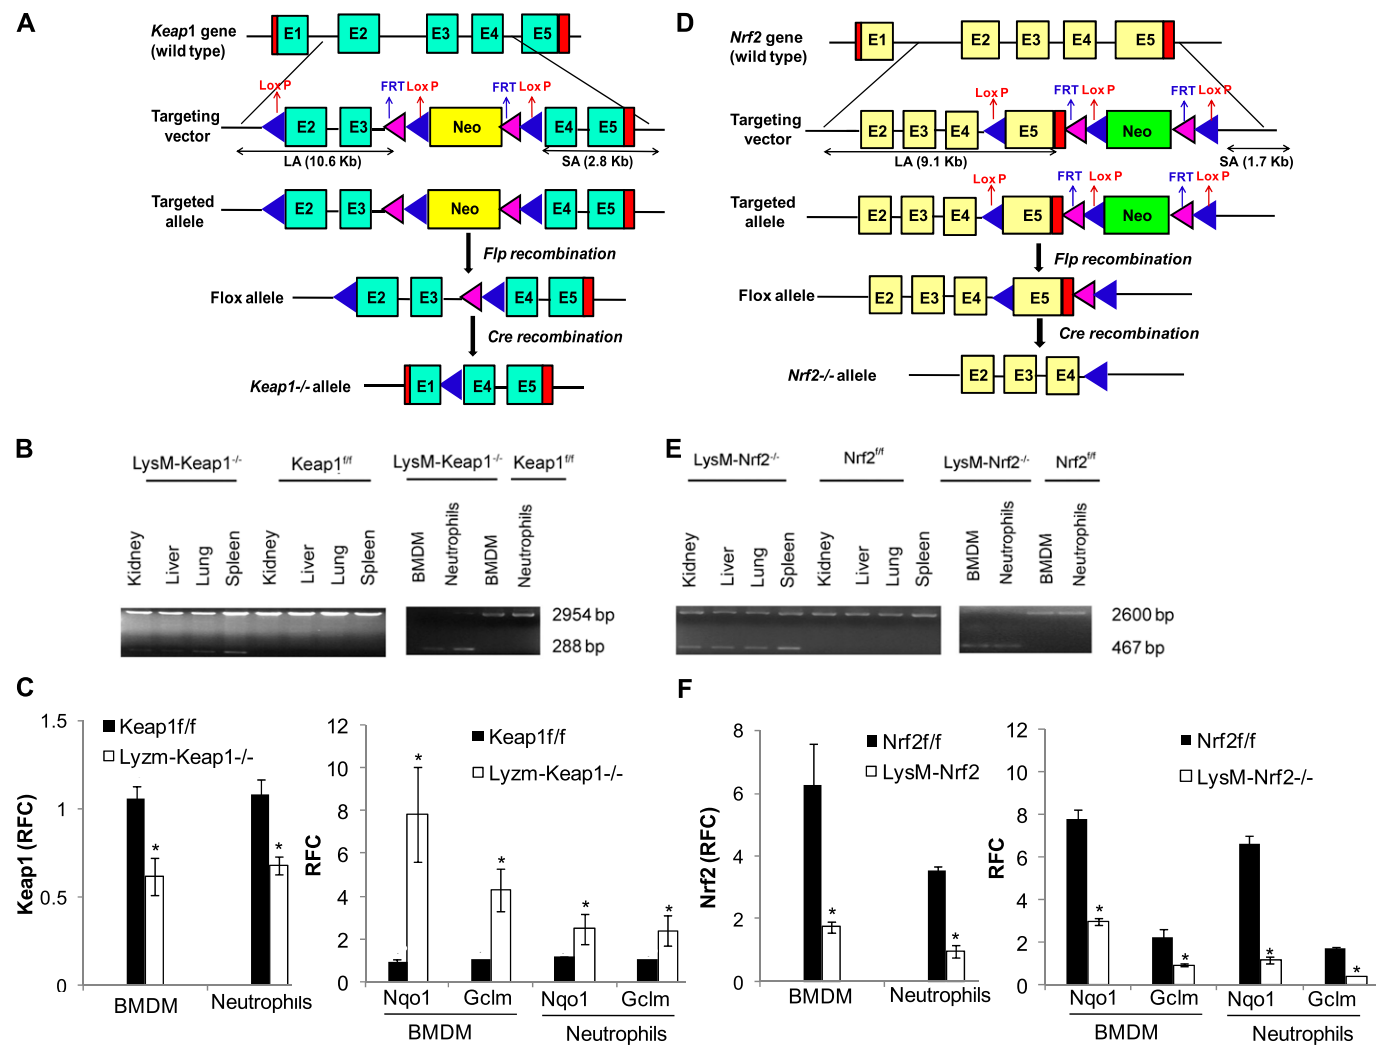 A
Keap1 gene
(wild type)
E1
E2
E3
E4
E5
Lox P
FRT
Lox P
FRT
Lox P
Targeting
vector
E2
E3
Neo
E4
E5
LA (10.6 Kb)
SA (2.8 Kb)
Targeted
allele
E2
E3
Neo
E4
E5
Flp recombination
Flox allele
E2
E3
E4
E5
Cre recombination
Keap1-/- allele
E1
E4
E5
D
Nrf2 gene
(wild type)
E1
E2
E3
E4
E5
Lox P
FRT
Lox P
FRT
Lox P
Targeting
vector
E2
E3
E4
E5
Neo
LA (9.1 Kb)
SA (1.7 Kb)
Lox P
FRT
Lox P
FRT
Lox P
Targeted
allele
E2
E3
E4
E5
Neo
Flp recombination
Flox allele
E2
E3
E4
E5
Cre recombination
Nrf2-/- allele
E2
E3
E4
B
LysM-Keap1-/-
Keap1f/f
LysM-Keap1-/-
Keap1f/f
Kidney
Liver
Lung
Spleen
Kidney
Liver
Lung
Spleen
BMDM
Neutrophils
BMDM
Neutrophils
2954 bp
288 bp
E
LysM-Nrf2-/-
Nrf2f/f
LysM-Nrf2-/-
Nrf2f/f
Kidney
Liver
Lung
Spleen
Kidney
Liver
Lung
Spleen
BMDM
Neutrophils
BMDM
Neutrophils
2600 bp
467 bp
C
Keap1 (RFC)
1.5
1
0.5
0
Keap1f/f
Lyzm-Keap1-/-
*
*
BMDM
Neutrophils
RFC
12
10
8
6
4
2
0
Keap1f/f
Lyzm-Keap1-/-
*
*
*
*
Nqo1
Gclm
Nqo1
Gclm
BMDM
Neutrophils
F
Nrf2 (RFC)
8
6
4
2
0
Nrf2f/f
LysM-Nrf2
*
*
BMDM
Neutrophils
RFC
12
10
8
6
4
2
0
Nrf2f/f
LysM-Nrf2-/-
*
*
*
*
Nqo1
Gclm
Nqo1
Gclm
BMDM
Neutrophils